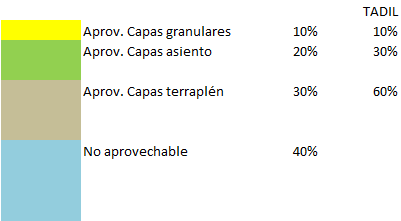 TADIL
Aprov. Capas granulares 10% 10%
Aprov. Capas asiento 20% 30%
Aprov. Capas terraplén 30% 60%
No aprovechable 40%